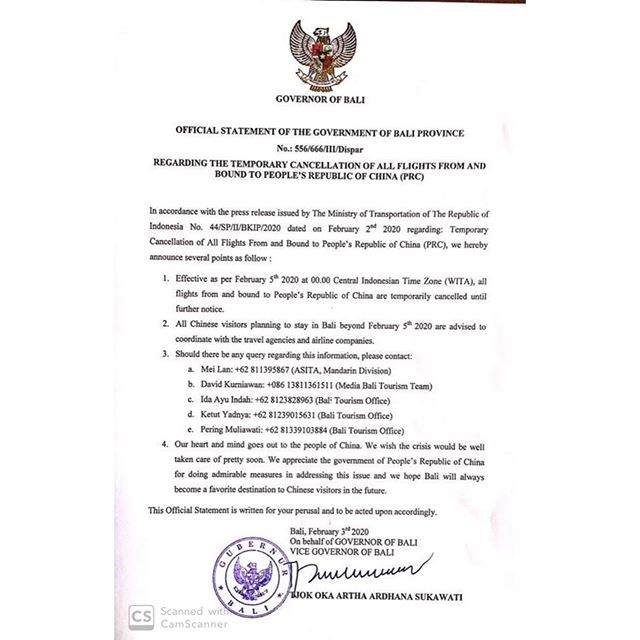 GOVERNOR OF BALI
OFFICIAL STATEMENT OF THE GOVERNMENT OF BALI PROVINCE
No.: 556/666/III/Dispar
REGARDING THE TEMPORARY CANCELLATION OF ALL FLIGHTS FROM AND
BOUND TO PEOPLE'S REPUBLIC OF CHINA (PRC)
In accordance with the press release issued by The Ministry of Transportation of The Republic of
Indonesia No. 44/SP/II/BKIP/2020 dated on February 2nd 2020 regarding: Temporary
Cancellation of All Flights From and Bound to People's Republic of China (PRC), we hereby
announce several points as follow :
1. Effective as per February 5th 2020 at 00.00 Central Indonesian Time Zone (WITA), all
flights from and bound to People's Republic of China are temporarily cancelled until
further notice.
2. All Chinese visitors planning to stay in Bali beyond February 5th 2020 are advised to
coordinate with the travel agencies and airline companies.
3. Should there be any query regarding this information, please contact:
a. Mei Lan: +62 811395867 (ASITA, Mandarin Division)
b. David Kurniawan: +086 13811361511 (Media Bali Tourism Team)
c. Ida Ayu Indah: +62 8123828963 (Bali Tourism Office)
d. Ketut Yadnya: +62 81239015631 (Bali Tourism Office)
e. Pering Muliawati: +62 81339103884 (Bali Tourism Office)
4. Our heart and mind goes out to the people of China. We wish the crisis would be well
taken care of pretty soon. We appreciate the government of People's Republic of China
for doing admirable measures in addressing this issue and we hope Bali will always
become a favorite destination to Chinese visitors in the future.
This Official Statement is written for your perusal and to be acted upon accordingly.
Bali, February 3rd 2020
On behalf of GOVERNOR OF BALI
VICE GOVERNOR OF BALI
GUBERNUR
BALI
TJOK OKA ARTHA ARDHANA SUKAWATI
CS Scanned with
CamScanner